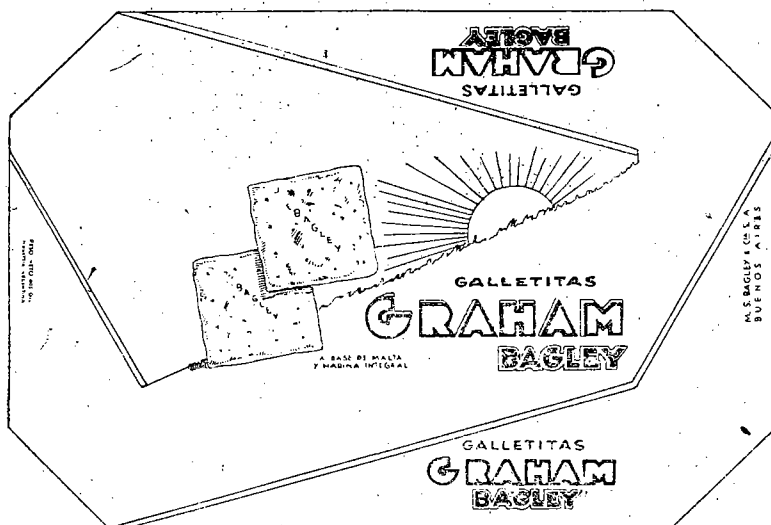 GALLETITAS
GRAHAM
BAGLEY
BAGLEY
BAGLEY
GALLETITAS
GRAHAM
BAGLEY
A BASE DE MALTA
Y HARINA INTEGRAL
M. S. BAGLEY & Cía S. A.
BUENOS AIRES
GALLETITAS
GRAHAM
BAGLEY